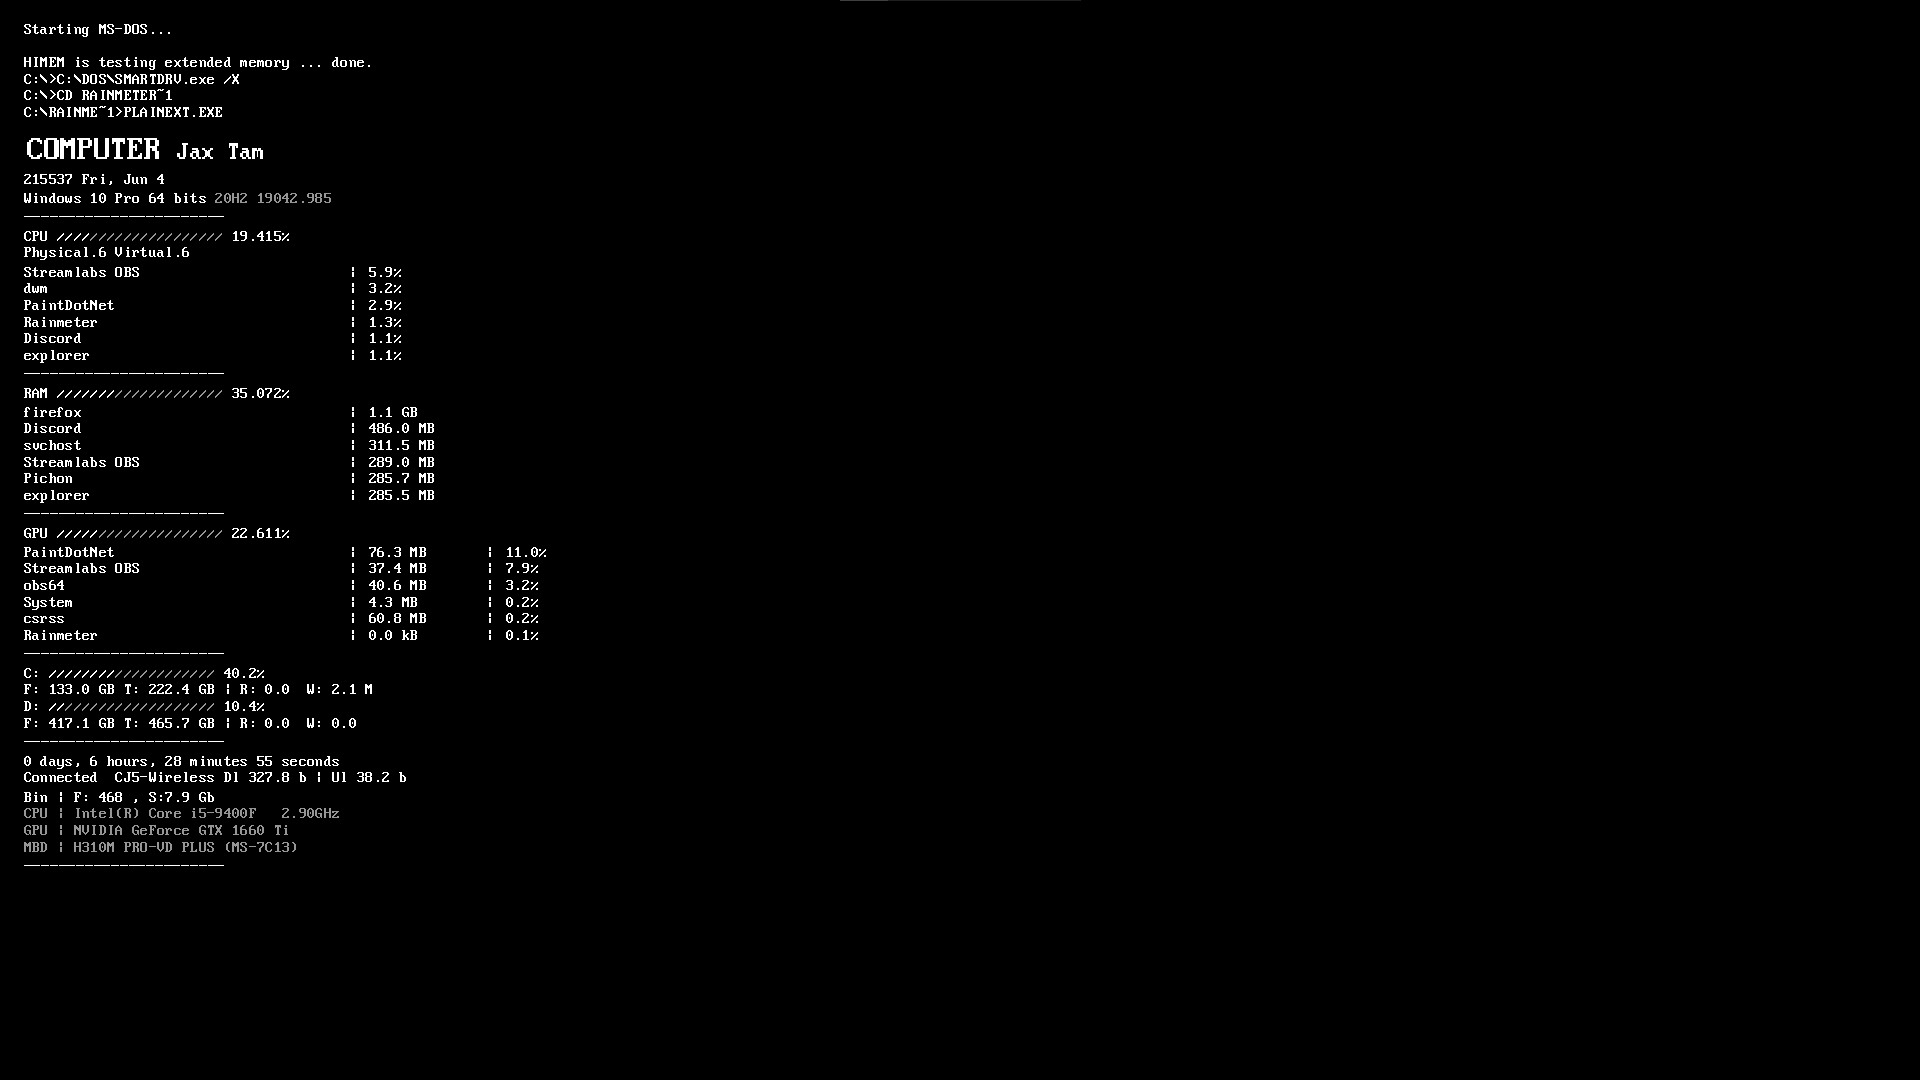 Starting MS-DOS...
HIMEM is testing extended memory ... done.
C:\>C:\DOS\SMARTDRV.exe /X
C:\>CD RAINMETER~1
C:\RAINME~1>PLAINEXT.EXE
COMPUTER Jax Tam
215537 Fri, Jun 4
Windows 10 Pro 64 bits 20H2 19042.985
CPU //////////////////// 19.415%
Physical.6 Virtual.6
Streamlabs OBS ¦ 5.9%
dwm ¦ 3.2%
PaintDotNet ¦ 2.9%
Rainmeter ¦ 1.3%
Discord ¦ 1.1%
explorer ¦ 1.1%
RAM //////////////////// 35.072%
firefox ¦ 1.1 GB
Discord ¦ 486.0 MB
svchost ¦ 311.5 MB
Streamlabs OBS ¦ 289.0 MB
Pichon ¦ 285.7 MB
explorer ¦ 285.5 MB
GPU //////////////////// 22.611%
PaintDotNet ¦ 76.3 MB ¦ 11.0%
Streamlabs OBS ¦ 37.4 MB ¦ 7.9%
obs64 ¦ 40.6 MB ¦ 3.2%
System ¦ 4.3 MB ¦ 0.2%
csrss ¦ 60.8 MB ¦ 0.2%
Rainmeter ¦ 0.0 kB ¦ 0.1%
C: //////////////////// 40.2%
F: 133.0 GB T: 222.4 GB ¦ R: 0.0  W: 2.1 M
D: //////////////////// 10.4%
F: 417.1 GB T: 465.7 GB ¦ R: 0.0  W: 0.0
0 days, 6 hours, 28 minutes 55 seconds
Connected  CJ5-Wireless Dl 327.8 b ¦ Ul 38.2 b
Bin ¦ F: 468 , S:7.9 Gb
CPU ¦ Intel(R) Core i5-9400F   2.90GHz
GPU ¦ NVIDIA GeForce GTX 1660 Ti
MBD ¦ H310M PRO-VD PLUS (MS-7C13)